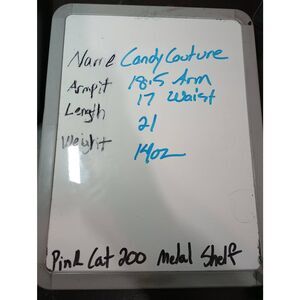 Name Candy Couture
Armpit 18.5 Arm
Length 17 Waist
21
Weight 14oz
Pink Cat 200 Metal Shelf